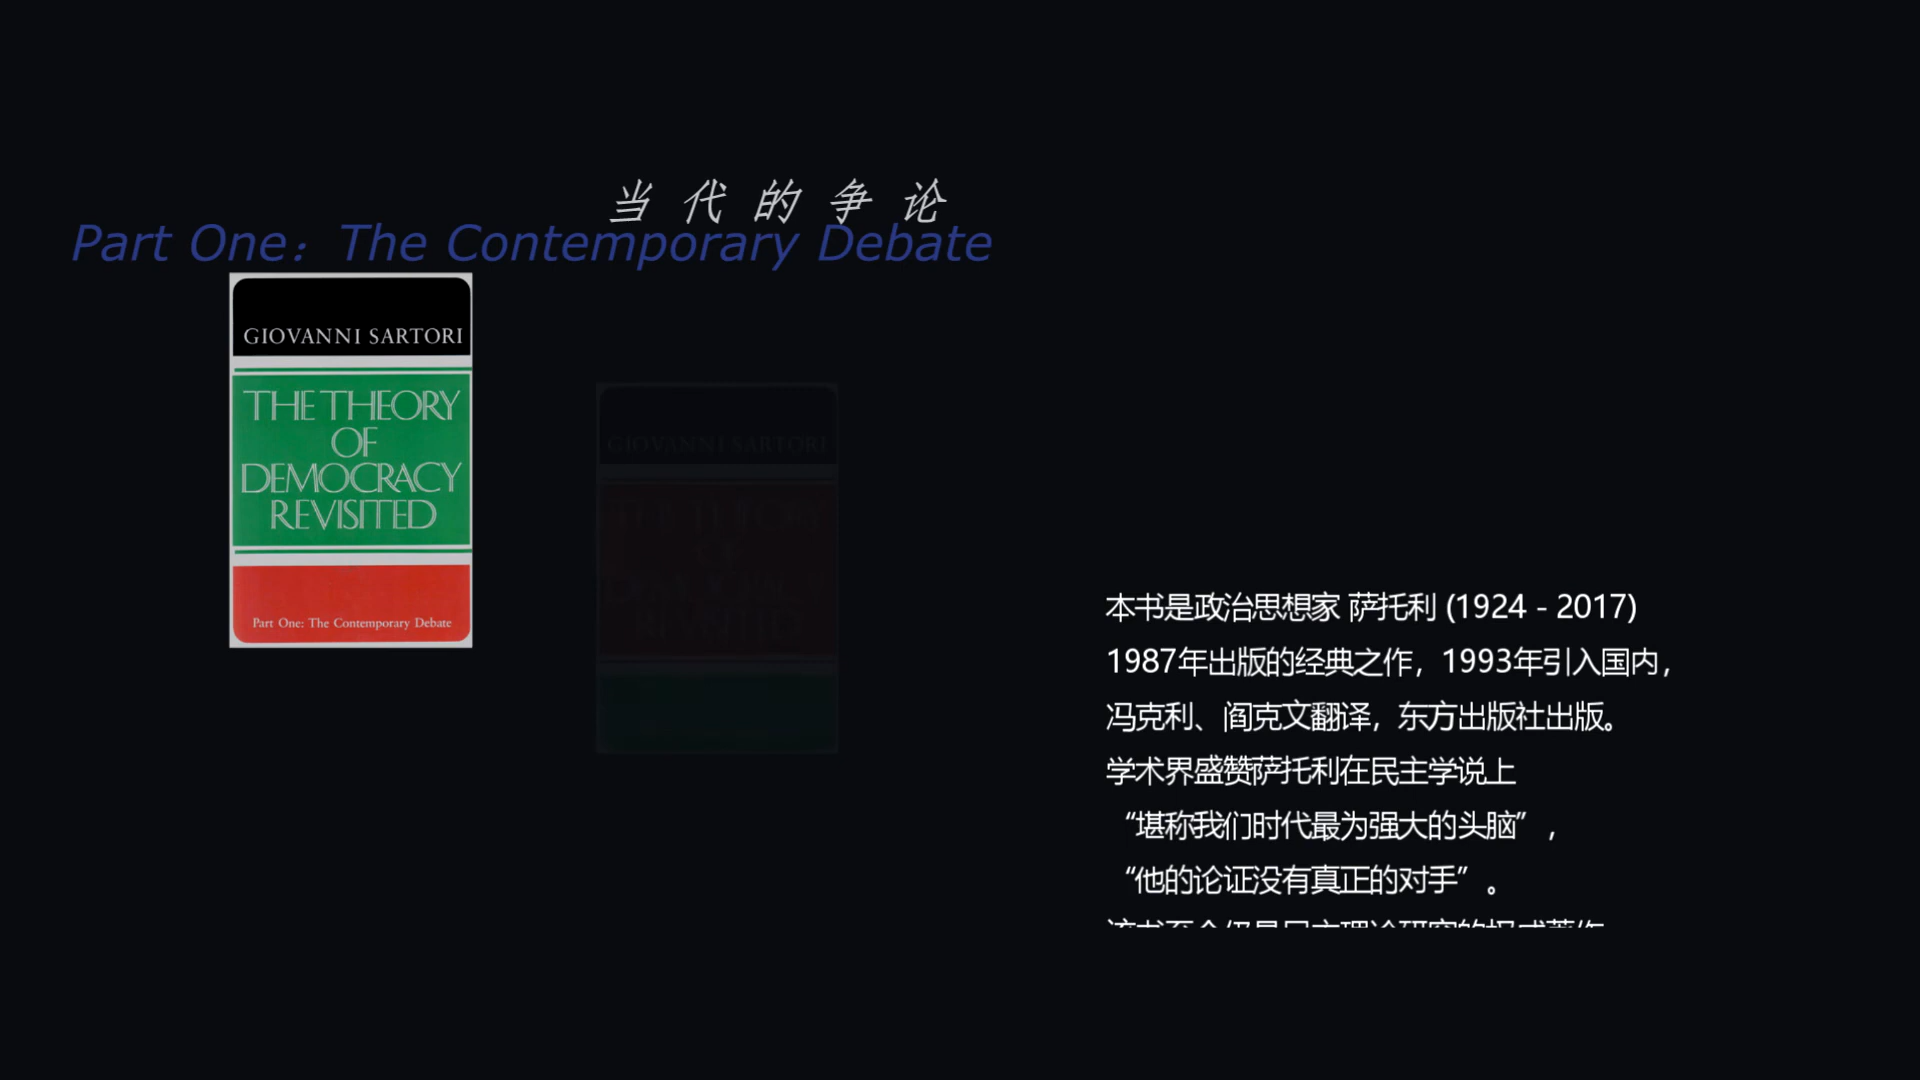 当代的争论
Part One：The Contemporary Debate
GIOVANNI SARTORI
THE THEORY
OF
DEMOCRACY
REVISITED
Part One: The Contemporary Debate
GIOVANNI SARTORI
本书是政治思想家 萨托利 (1924 - 2017)
1987年出版的经典之作，1993年引入国内，
冯克利、阎克文翻译，东方出版社出版。
学术界盛赞萨托利在民主学说上
“堪称我们时代最为强大的头脑”，
“他的论证没有真正的对手”。